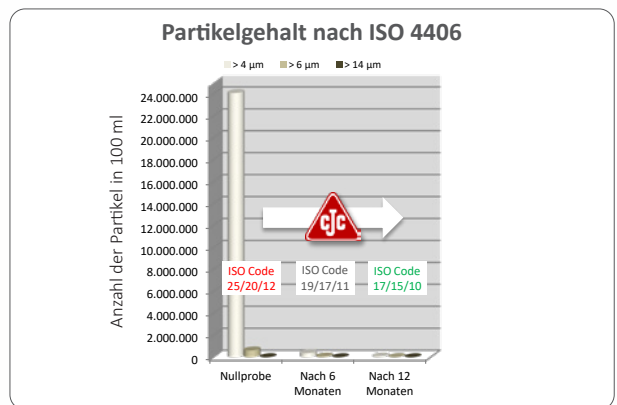 Partikelgehalt nach ISO 4406
> 4 µm > 6 µm > 14 µm
Anzahl der Partikel in 100 ml
24.000.000
22.000.000
20.000.000
18.000.000
16.000.000
14.000.000
12.000.000
10.000.000
8.000.000
6.000.000
4.000.000
2.000.000
0
cJc
ISO Code
25/20/12
ISO Code
19/17/11
ISO Code
17/15/10
Nullprobe
Nach 6
Monaten
Nach 12
Monaten